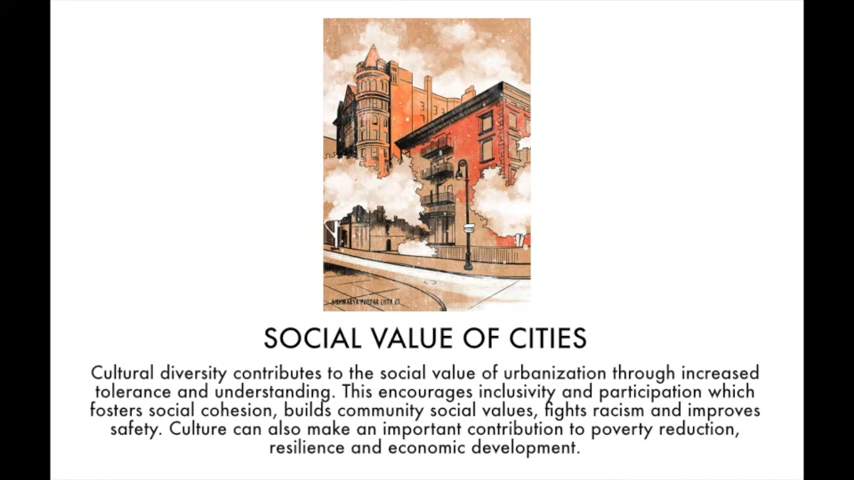 SOCIAL VALUE OF CITIES
Cultural diversity contributes to the social value of urbanization through increased
tolerance and understanding. This encourages inclusivity and participation which
fosters social cohesion, builds community social values, fights racism and improves
safety. Culture can also make an important contribution to poverty reduction,
resilience and economic development.